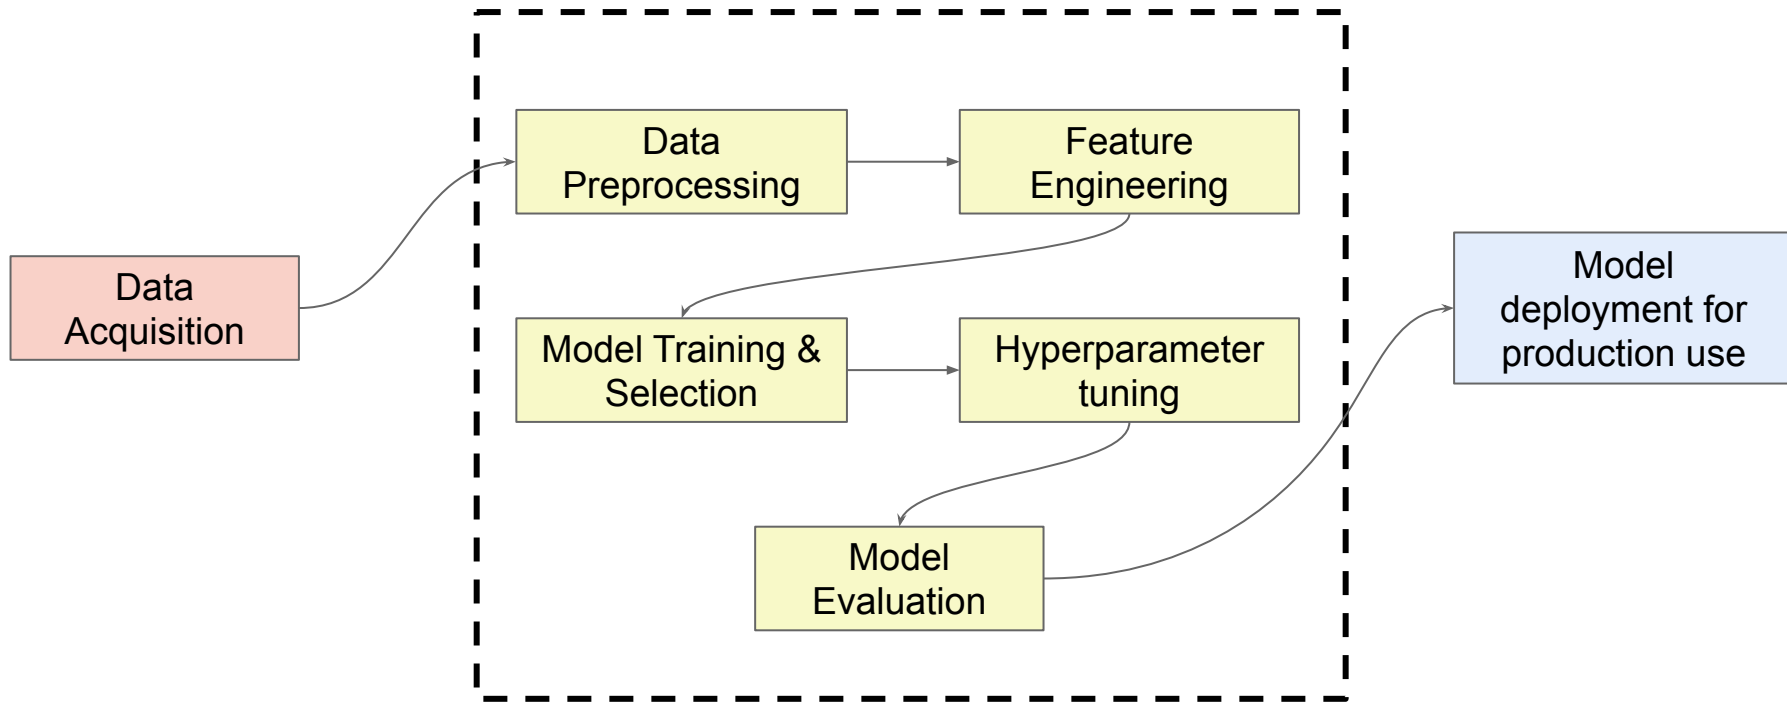 Data
Acquisition
Data
Preprocessing
Feature
Engineering
Model Training &
Selection
Hyperparameter
tuning
Model
Evaluation
Model
deployment for
production use